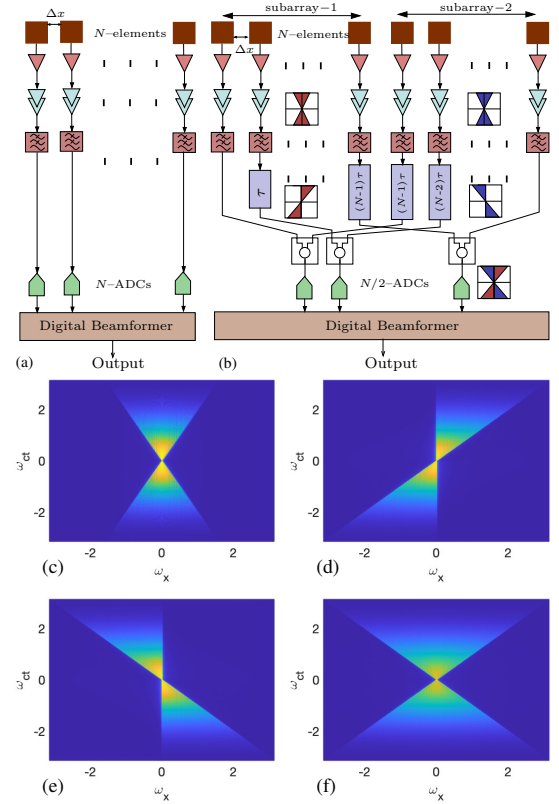 Δx
N-elements
N-ADCs
Digital Beamformer
(a)
Output
subarray-1
subarray-2
Δx
N-elements
τ
(N-1)τ
(N-1)τ
(N-2)τ
N/2-ADCs
Digital Beamformer
(b)
Output
2
0
-2
ω_ct
-2 0 2
(c)
ω_x
2
0
-2
ω_ct
-2 0 2
(d)
ω_x
2
0
-2
ω_ct
-2 0 2
(e)
ω_x
2
0
-2
ω_ct
-2 0 2
(f)
ω_x